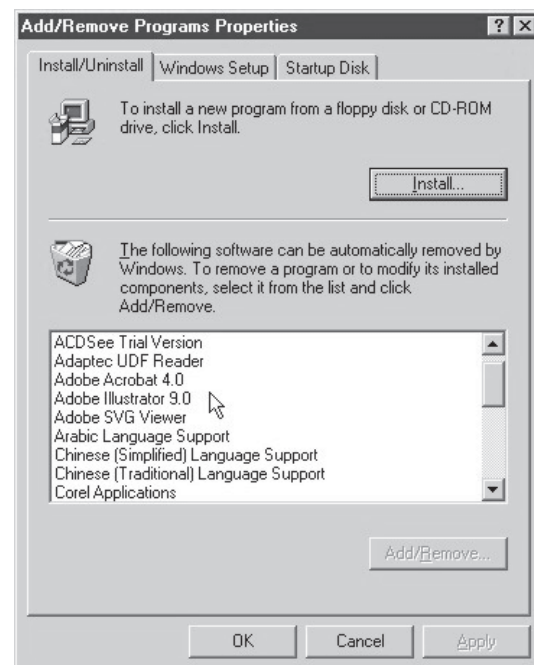 Add/Remove Programs Properties
Install/Uninstall
Windows Setup
Startup Disk
To install a new program from a floppy disk or CD-ROM
drive, click Install.
Install...
The following software can be automatically removed by
Windows. To remove a program or to modify its installed
components, select it from the list and click
Add/Remove.
ACDSee Trial Version
Adaptec UDF Reader
Adobe Acrobat 4.0
Adobe Illustrator 9.0
Adobe SVG Viewer
Arabic Language Support
Chinese (Simplified) Language Support
Chinese (Traditional) Language Support
Corel Applications
Add/Remove...
OK
Cancel
Apply